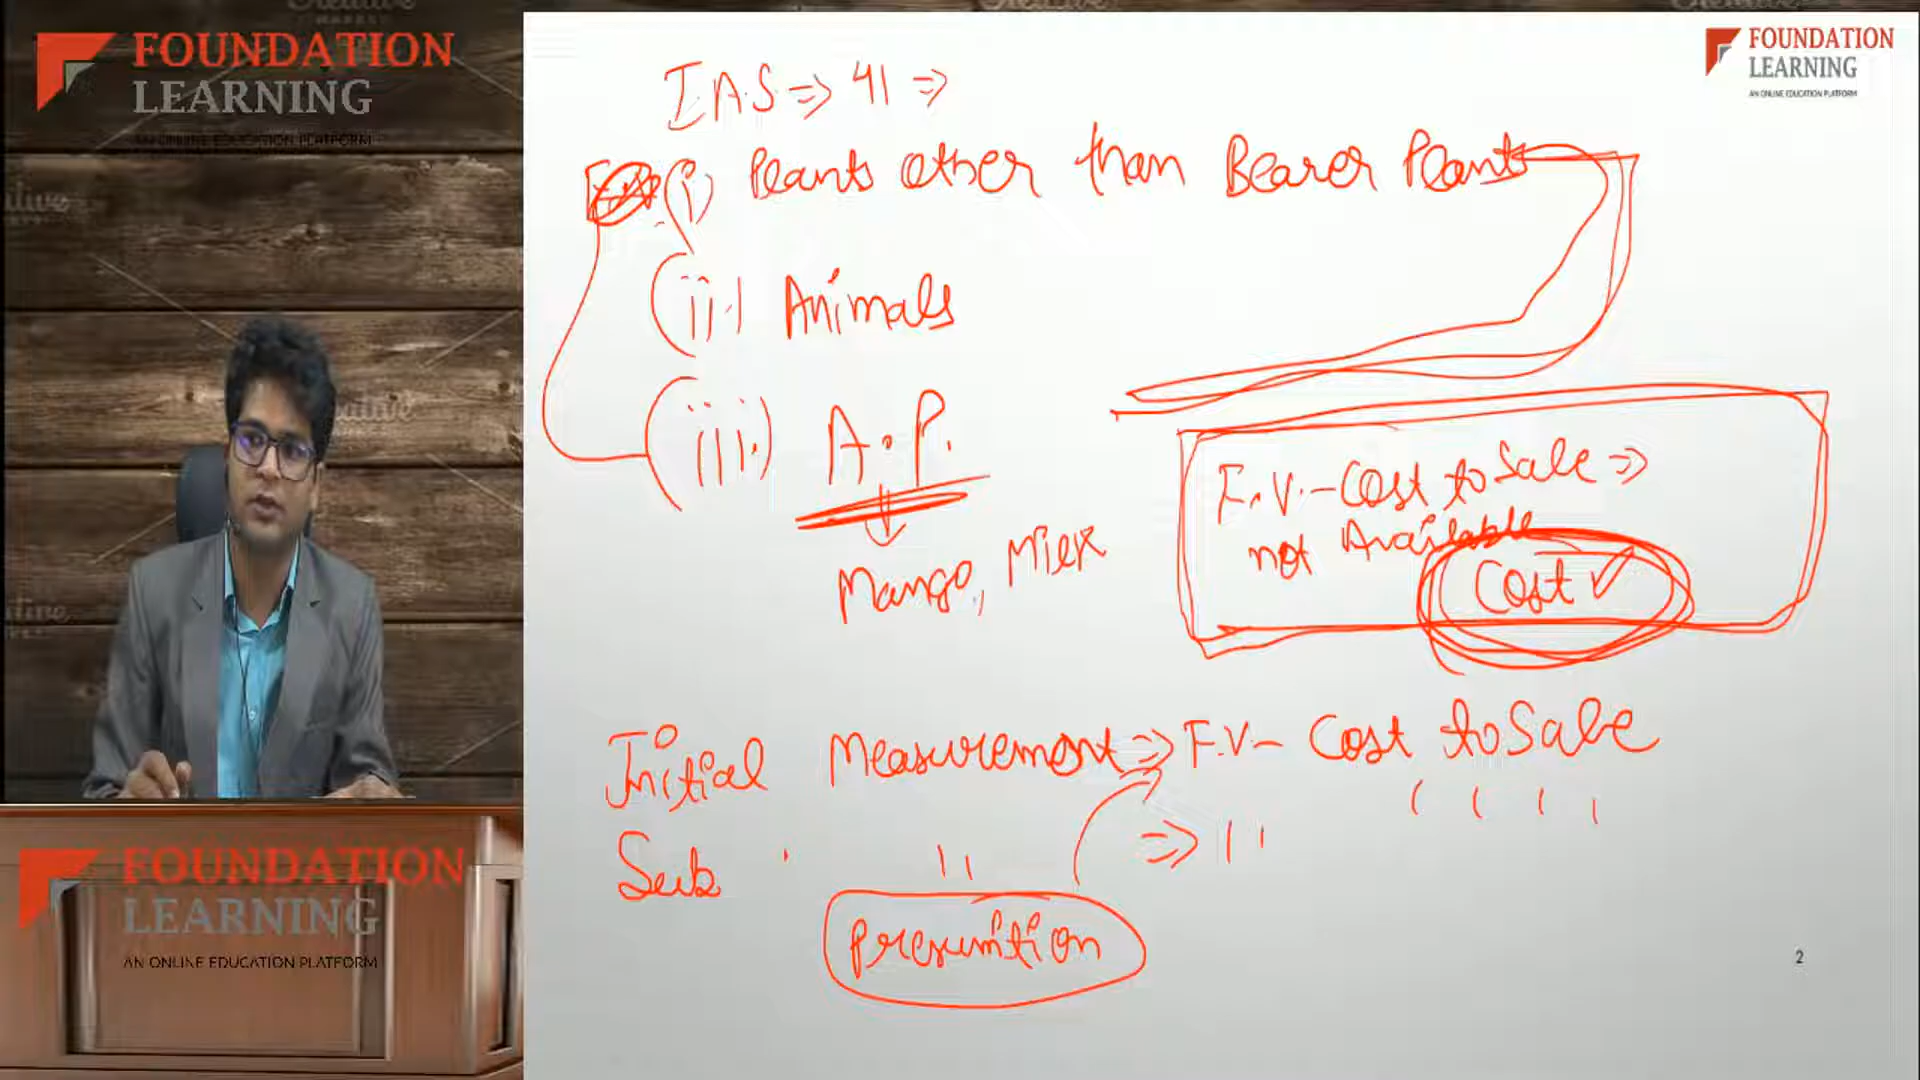 FOUNDATION
LEARNING
AN ONLINE EDUCATION PLATFORM
FOUNDATION
LEARNING
AN ONLINE EDUCATION PLATFORM
I.A.S. ⇒ 41 ⇒
(i) Plants other than Bearer Plants
(ii) Animals
(iii) A.P.
Mango, Milk
F.V. - Cost to Sale ⇒
not Available
Cost ✓
Initial Measurement ⇒ F.V - Cost to Sale
Sub " ⇒ " " " "
Presumtion
FOUNDATION
LEARNING
AN ONLINE EDUCATION PLATFORM
2